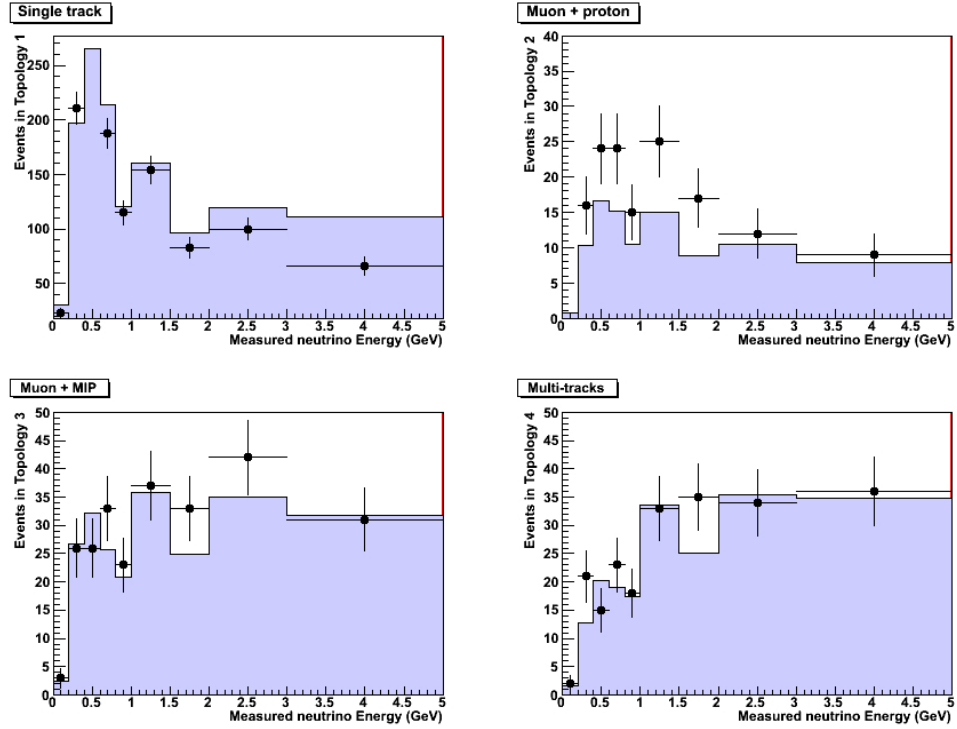 Single track
Events in Topology 1
250
200
150
100
50
0 0.5 1 1.5 2 2.5 3 3.5 4 4.5 5
Measured neutrino Energy (GeV)
Muon + proton
Events in Topology 2
40
35
30
25
20
15
10
5
0
0 0.5 1 1.5 2 2.5 3 3.5 4 4.5 5
Measured neutrino Energy (GeV)
Muon + MIP
Events in Topology 3
50
45
40
35
30
25
20
15
10
5
0
0.5 1 1.5 2 2.5 3 3.5 4 4.5 5
Measured neutrino Energy (GeV)
Multi-tracks
Events in Topology 4
50
45
40
35
30
25
20
15
10
5
0
0 0.5 1 1.5 2 2.5 3 3.5 4 4.5 5
Measured neutrino Energy (GeV)